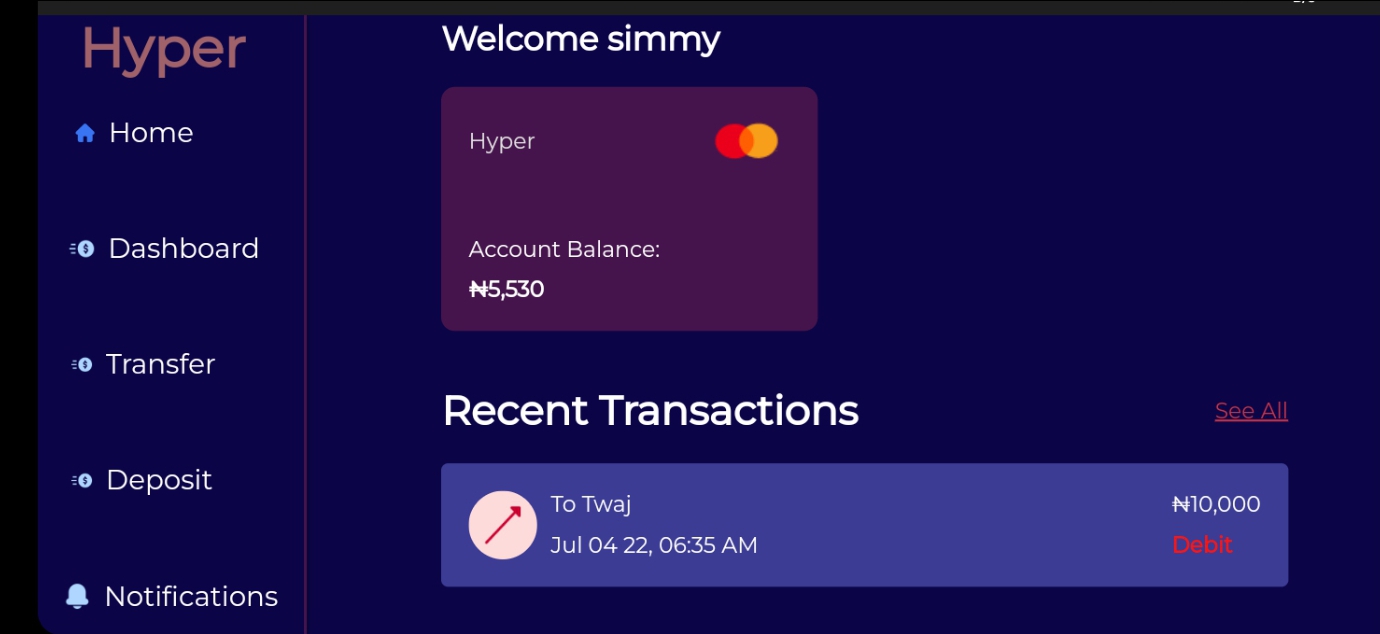 Hyper
Home
Dashboard
Transfer
Deposit
Notifications
Welcome simmy
Hyper
Account Balance:
₦5,530
Recent Transactions
See All
To Twaj
₦10,000
Jul 04 22, 06:35 AM
Debit